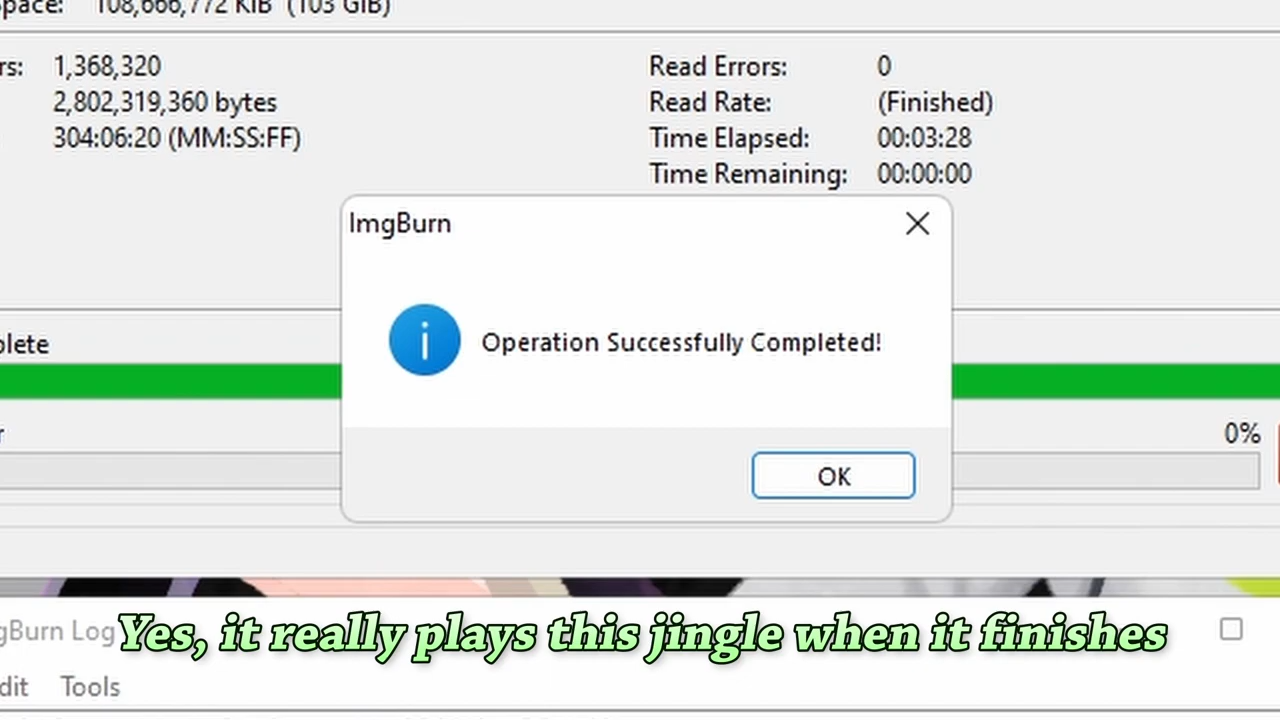 pace: 108,666,772 KiB (103 GiB)
rs: 1,368,320
2,802,319,360 bytes
304:06:20 (MM:SS:FF)
Read Errors: 0
Read Rate: (Finished)
Time Elapsed: 00:03:28
Time Remaining: 00:00:00
ImgBurn
Operation Successfully Completed!
plete
r
0%
OK
gBurn Log
Yes, it really plays this jingle when it finishes
dit Tools